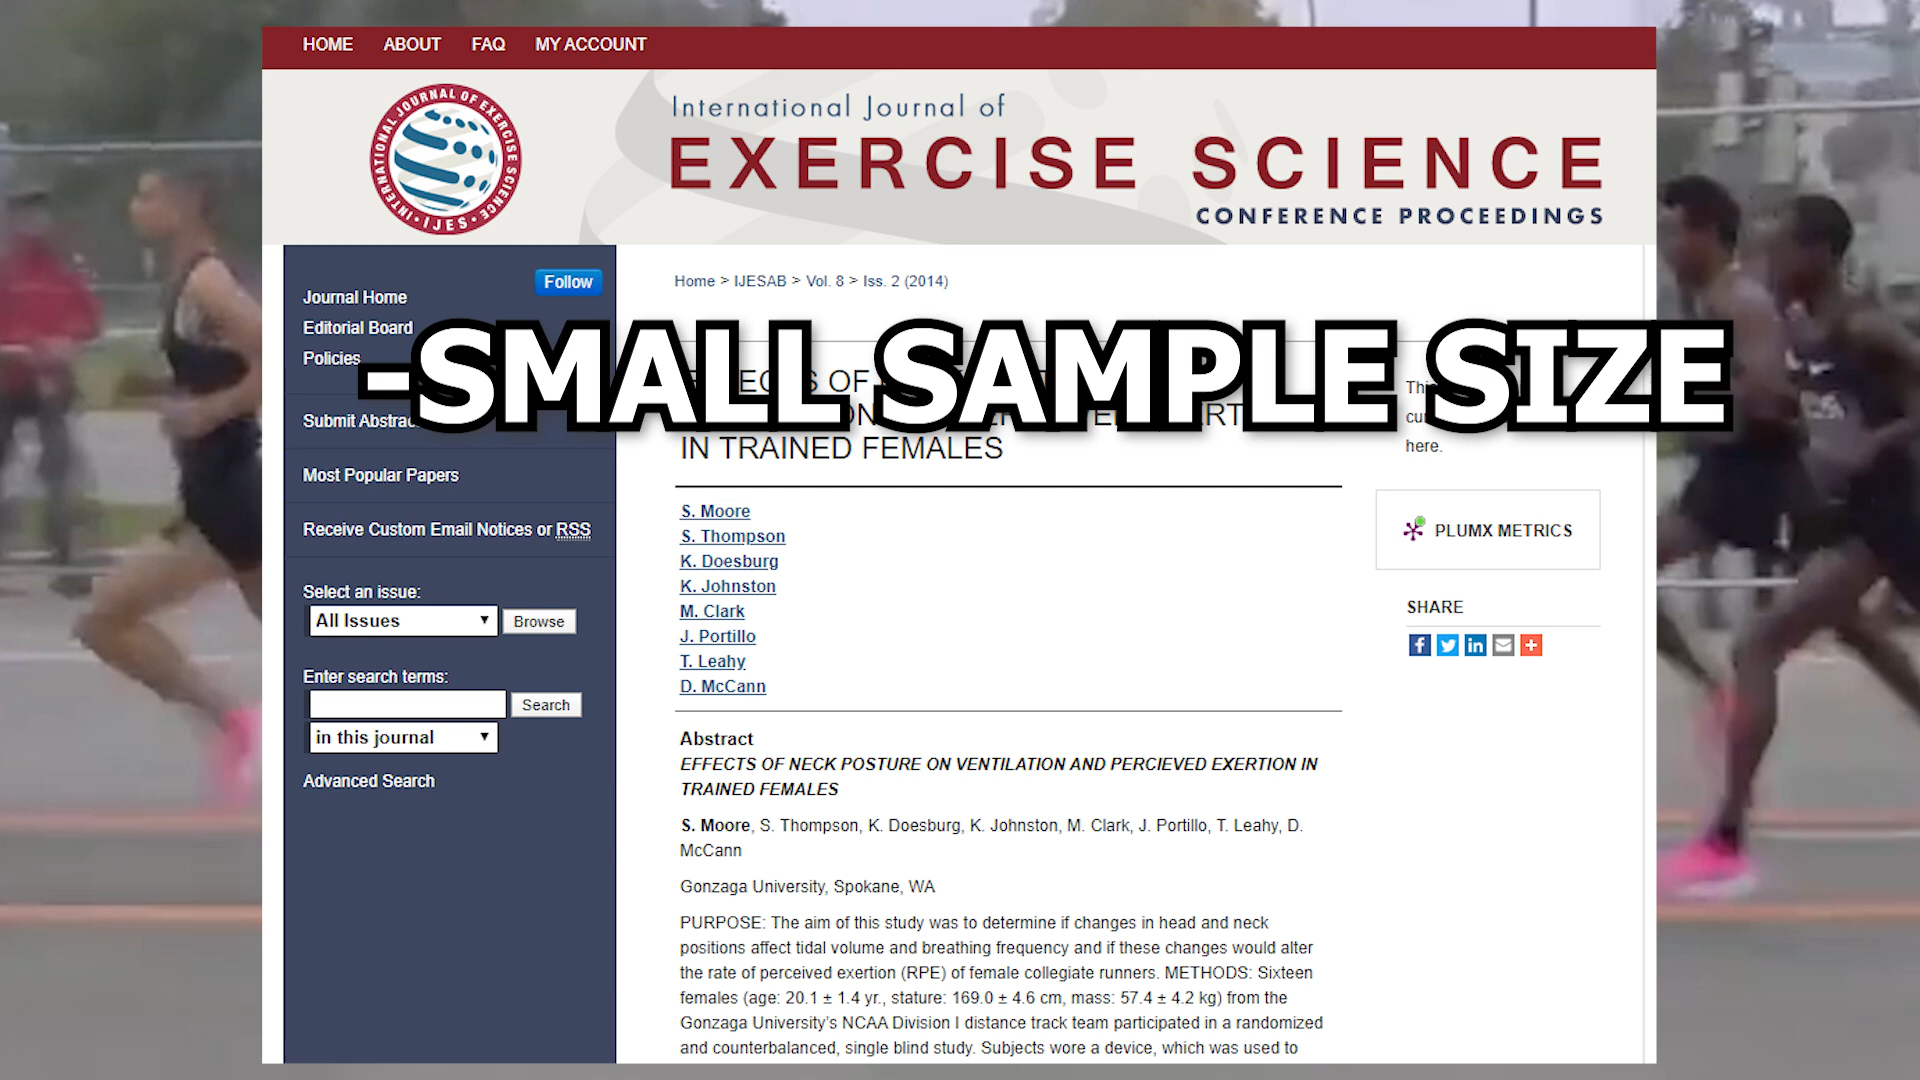 HOME ABOUT FAQ MY ACCOUNT
INTERNATIONAL JOURNAL OF EXERCISE SCIENCE
• IJES •
International Journal of
EXERCISE SCIENCE
CONFERENCE PROCEEDINGS
Follow
Journal Home
Editorial Board
Policies
Submit
Most Popular Papers
Receive Custom Email Notices or RSS
Select an issue:
All Issues
Browse
Enter search terms:
Search
in this journal
Advanced Search
Home > IJESAB > Vol. 8 > Iss. 2 (2014)
-SMALL SAMPLE SIZE
OF
IN TRAINED FEMALES
S. Moore
S. Thompson
K. Doesburg
K. Johnston
M. Clark
J. Portillo
T. Leahy
D. McCann
Abstract
EFFECTS OF NECK POSTURE ON VENTILATION AND PERCIEVED EXERTION IN
TRAINED FEMALES
S. Moore, S. Thompson, K. Doesburg, K. Johnston, M. Clark, J. Portillo, T. Leahy, D.
McCann
Gonzaga University, Spokane, WA
PURPOSE: The aim of this study was to determine if changes in head and neck
positions affect tidal volume and breathing frequency and if these changes would alter
the rate of perceived exertion (RPE) of female collegiate runners. METHODS: Sixteen
females (age: 20.1 ± 1.4 yr., stature: 169.0 ± 4.6 cm, mass: 57.4 ± 4.2 kg) from the
Gonzaga University's NCAA Division I distance track team participated in a randomized
and counterbalanced, single blind study. Subjects wore a device, which was used to
here.
PLUMX METRICS
SHARE